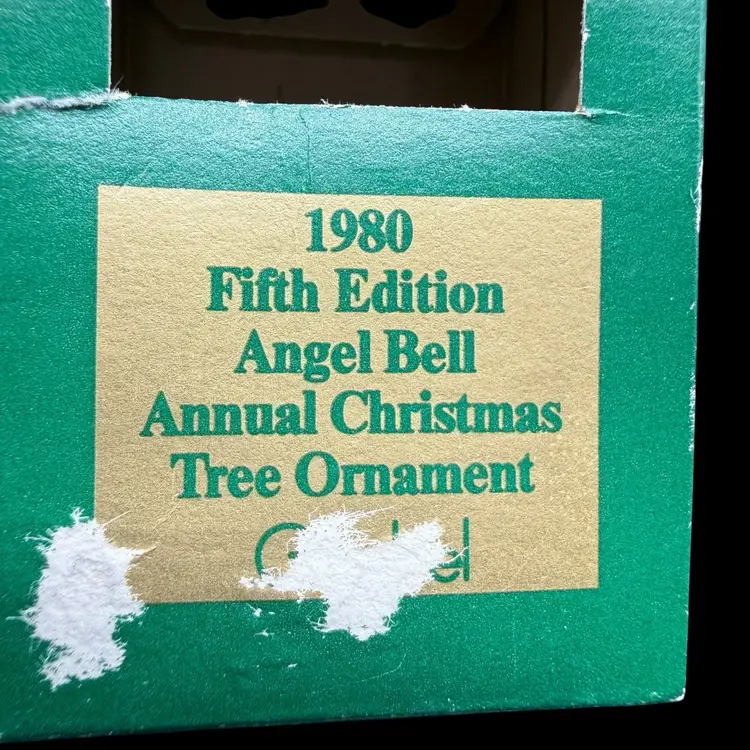 1980
Fifth Edition
Angel Bell
Annual Christmas
Tree Ornament